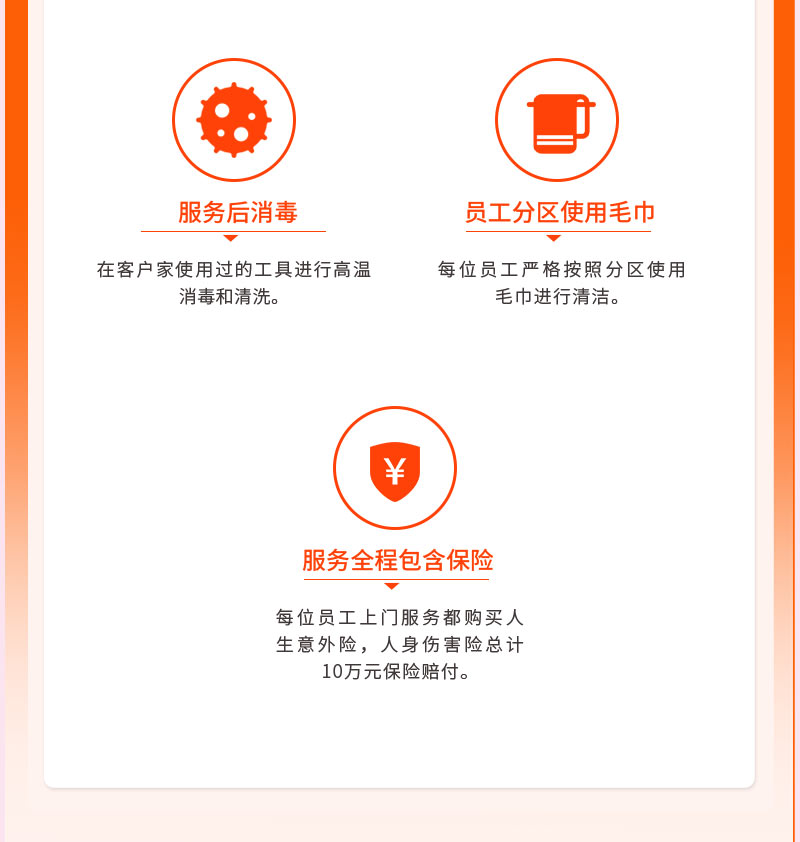 服务后消毒
在客户家使用过的工具进行高温
消毒和清洗。
员工分区使用毛巾
每位员工严格按照分区使用
毛巾进行清洁。
¥
服务全程包含保险
每位员工上门服务都购买人
生意外险，人身伤害险总计
10万元保险赔付。